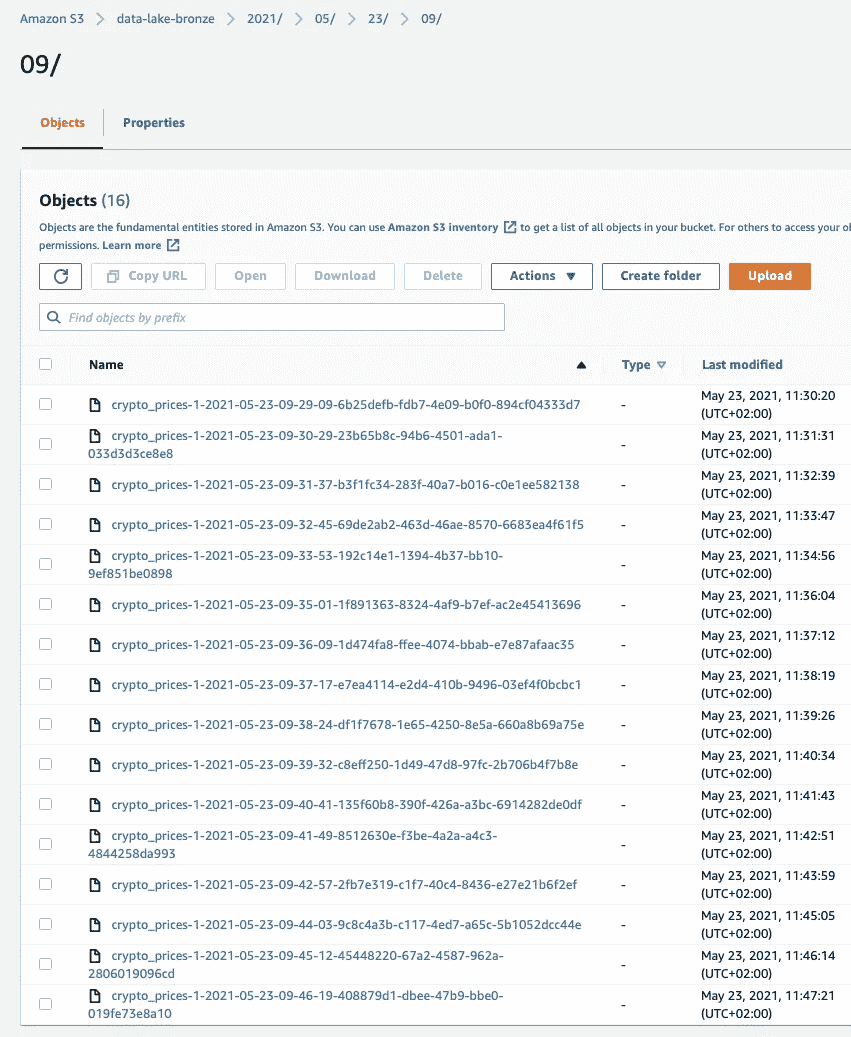 Amazon S3 > data-lake-bronze > 2021/ > 05/ > 23/ > 09/
09/
Objects Properties
Objects (16)
Objects are the fundamental entities stored in Amazon S3. You can use Amazon S3 inventory to get a list of all objects in your bucket. For others to access your
permissions. Learn more
Copy URL Open Download Delete Actions Create folder Upload
Find objects by prefix
Name Type Last modified
crypto_prices-1-2021-05-23-09-29-09-6b25defb-fdb7-4e09-b0f0-894cf04333d7 - May 23, 2021, 11:30:20
(UTC+02:00)
crypto_prices-1-2021-05-23-09-30-29-23b65b8c-94b6-4501-ada1- May 23, 2021, 11:31:31
033d3d3ce8e8 - (UTC+02:00)
crypto_prices-1-2021-05-23-09-31-37-b3f1fc34-283f-40a7-b016-c0e1ee582138 - May 23, 2021, 11:32:39
(UTC+02:00)
crypto_prices-1-2021-05-23-09-32-45-69de2ab2-463d-46ae-8570-6683ea4f61f5 - May 23, 2021, 11:33:47
(UTC+02:00)
crypto_prices-1-2021-05-23-09-33-53-192c14e1-1394-4b37-bb10- May 23, 2021, 11:34:56
9ef851be0898 - (UTC+02:00)
crypto_prices-1-2021-05-23-09-35-01-1f891363-8324-4af9-b7ef-ac2e45413696 - May 23, 2021, 11:36:04
(UTC+02:00)
crypto_prices-1-2021-05-23-09-36-09-1d474fa8-ffee-4074-bbab-e7e87afaac35 - May 23, 2021, 11:37:12
(UTC+02:00)
crypto_prices-1-2021-05-23-09-37-17-e7ea4114-e2d4-410b-9496-03ef4f0bcbc1 - May 23, 2021, 11:38:19
(UTC+02:00)
crypto_prices-1-2021-05-23-09-38-24-df1f7678-1e65-4250-8e5a-660a8b69a75e - May 23, 2021, 11:39:26
(UTC+02:00)
crypto_prices-1-2021-05-23-09-39-32-c8eff250-1d49-47d8-97fc-2b706b4f7b8e - May 23, 2021, 11:40:34
(UTC+02:00)
crypto_prices-1-2021-05-23-09-40-41-135f60b8-390f-426a-a3bc-6914282de0df - May 23, 2021, 11:41:43
(UTC+02:00)
crypto_prices-1-2021-05-23-09-41-49-8512630e-f3be-4a2a-a4c3- May 23, 2021, 11:42:51
4844258da993 - (UTC+02:00)
crypto_prices-1-2021-05-23-09-42-57-2fb7e319-c1f7-40c4-8436-e27e21b6f2ef - May 23, 2021, 11:43:59
(UTC+02:00)
crypto_prices-1-2021-05-23-09-44-03-9c8c4a3b-c117-4ed7-a65c-5b1052dcc44e - May 23, 2021, 11:45:05
(UTC+02:00)
crypto_prices-1-2021-05-23-09-45-12-45448220-67a2-4587-962a- May 23, 2021, 11:46:14
2806019096cd - (UTC+02:00)
crypto_prices-1-2021-05-23-09-46-19-408879d1-dbee-47b9-bbe0- May 23, 2021, 11:47:21
019fe73e8a10 - (UTC+02:00)